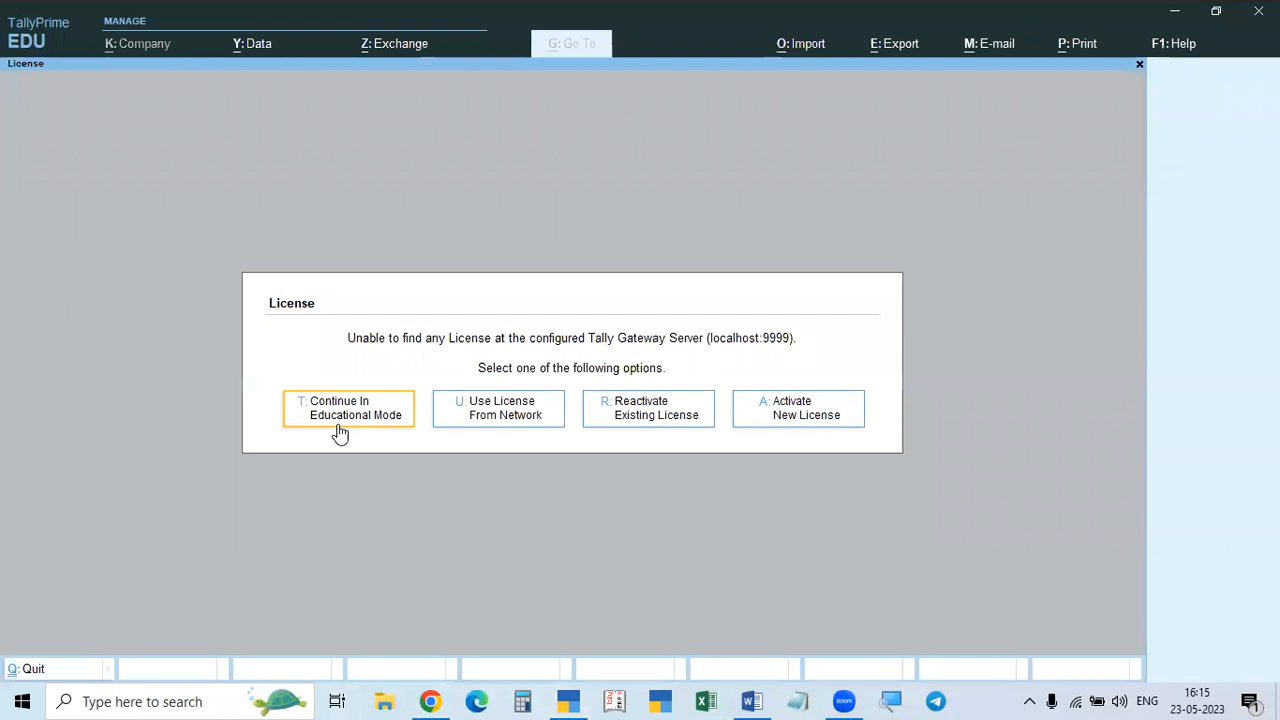 TallyPrime
EDU
MANAGE
K: Company
Y: Data
Z: Exchange
G: Go To
O: Import
E: Export
M: E-mail
P: Print
F1: Help
License
License
Unable to find any License at the configured Tally Gateway Server (localhost:9999).
Select one of the following options.
T: Continue In
Educational Mode
U: Use License
From Network
R: Reactivate
Existing License
A: Activate
New License
Q: Quit
Type here to search
zoom
ENG
16:15
23-05-2023
1